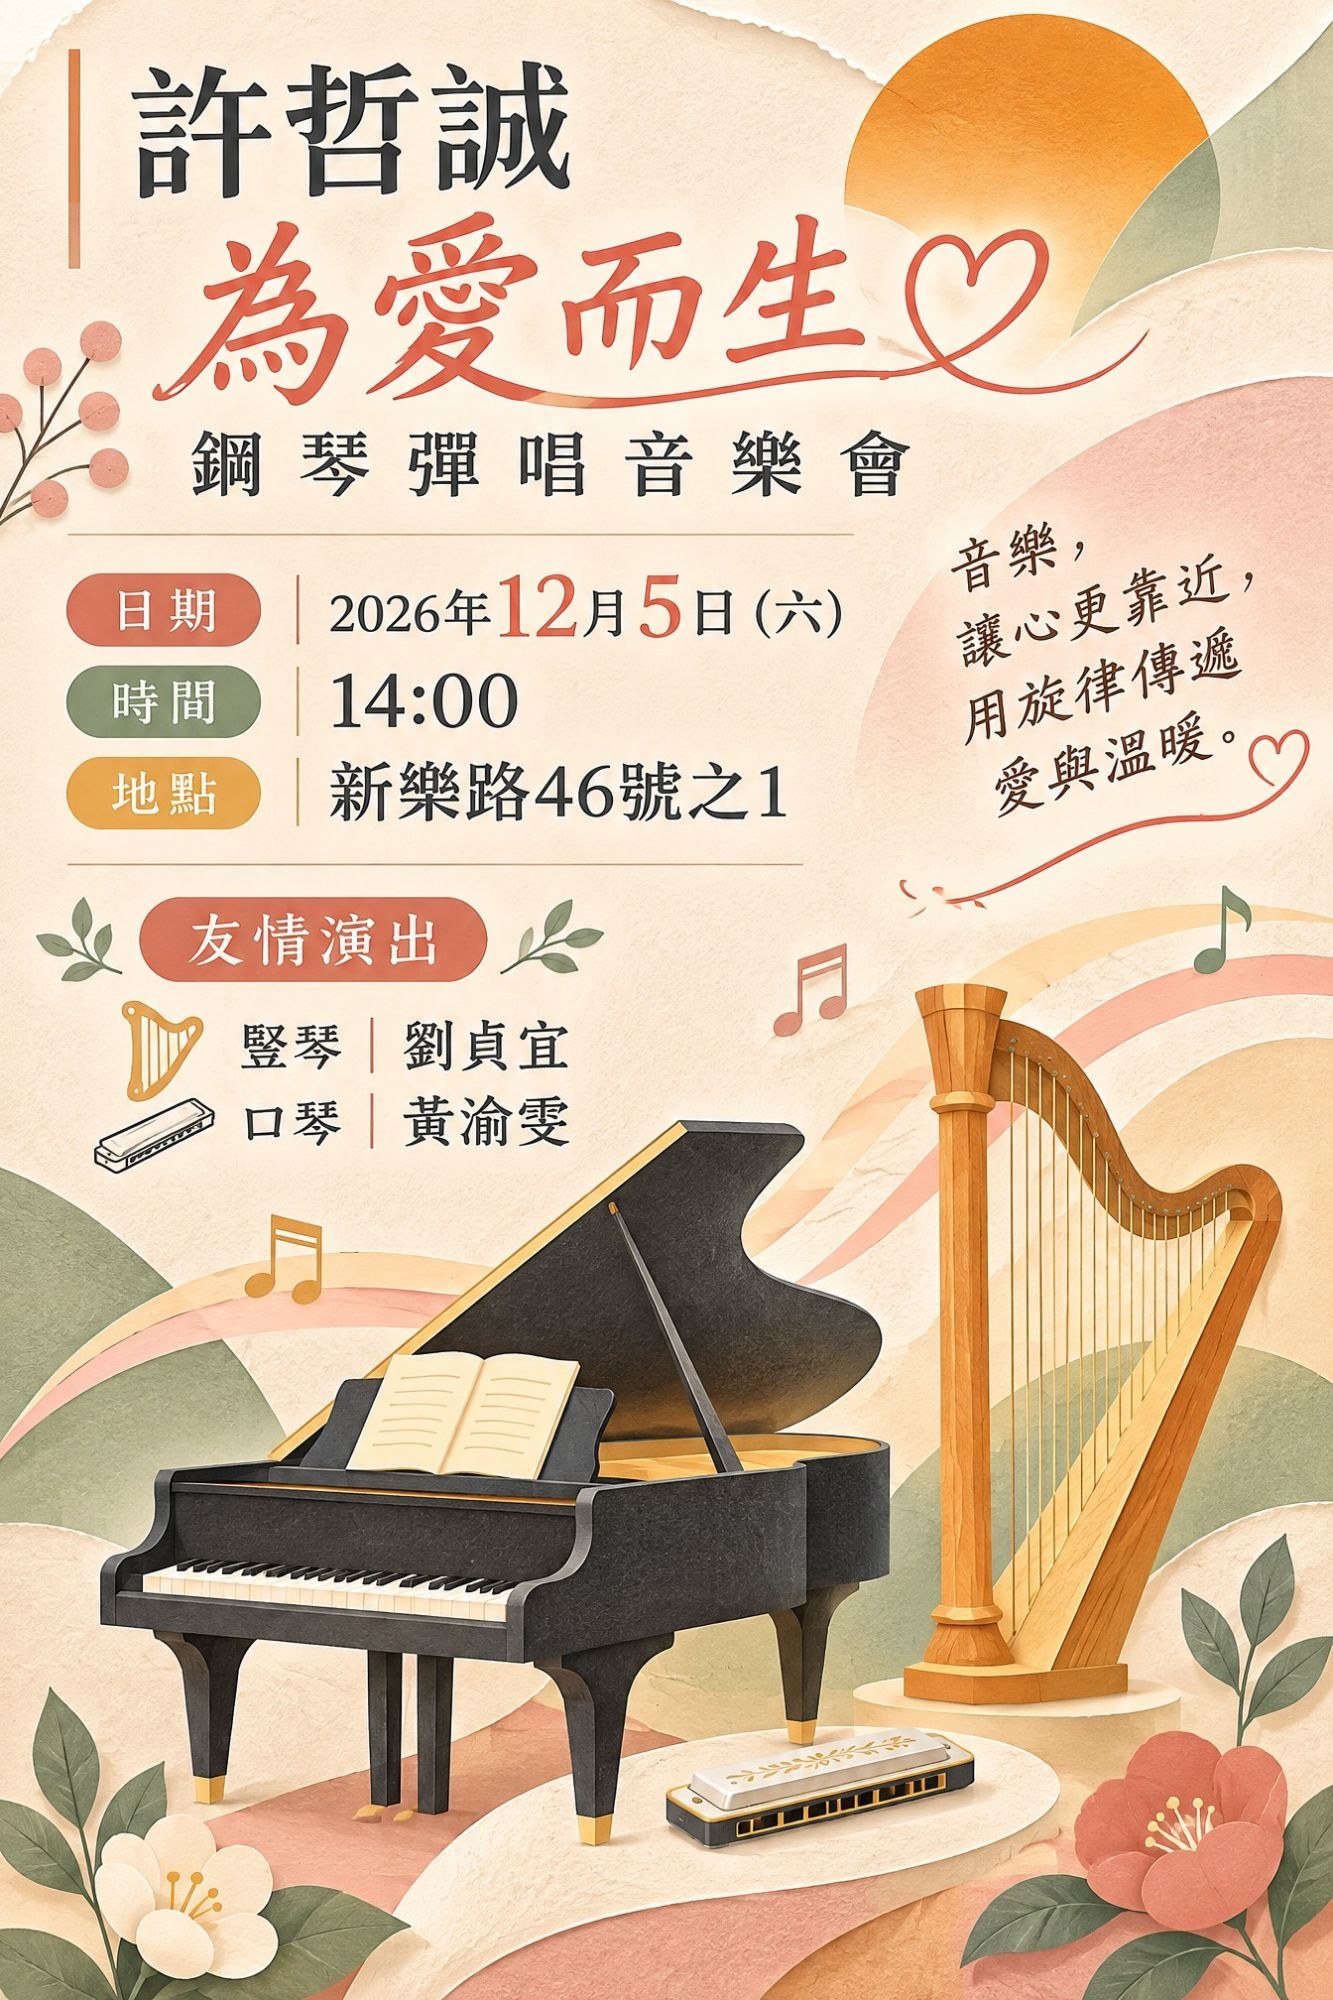 許哲誠
為愛而生
鋼琴彈唱音樂會
日期 2026年12月5日(六)
時間 14:00
地點 新樂路46號之1
音樂，
讓心更靠近，
用旋律傳遞
愛與溫暖。
友情演出
豎琴 劉貞宜
口琴 黃渝雯